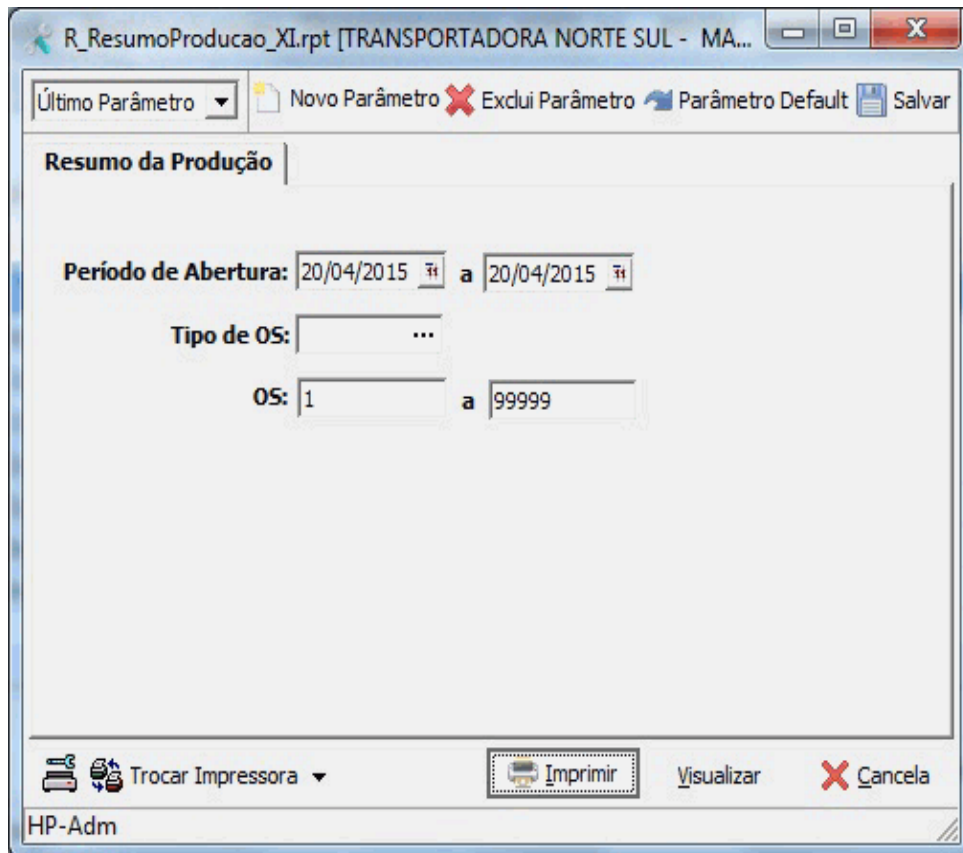 R_ResumoProducao_XI.rpt [TRANSPORTADORA NORTE SUL - MA...
Último Parâmetro Novo Parâmetro Exclui Parâmetro Parâmetro Default Salvar
Resumo da Produção
Período de Abertura: 20/04/2015 a 20/04/2015
Tipo de OS: ...
OS: 1 a 99999
Trocar Impressora Imprimir Visualizar Cancela
HP-Adm